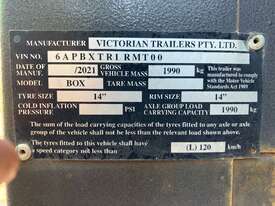 MANUFACTURER VICTORIAN TRAILERS PTY. LTD.
VIN NO. 6APBXTR1RMT00
DATE OF MANUF. /2021 GROSS VEHICLE MASS 1990 kg
MODEL BOX TARE MASS
This trailer was manufactured to comply with the Motor Vehicle Standards Act 1989
TYRE SIZE 14" RIM SIZE 14"
COLD INFLATION PRESSURE PSI AXLE GROUP LOAD CARRYING CAPACITY 1990 kg
The sum of the load carrying capacities of the tyres fitted to any axle or axle
group of the vehicle shall not be less than the relevant load shown above.
The tyres fitted to this vehicle shall have
a speed category not less than (L) 120 km/h